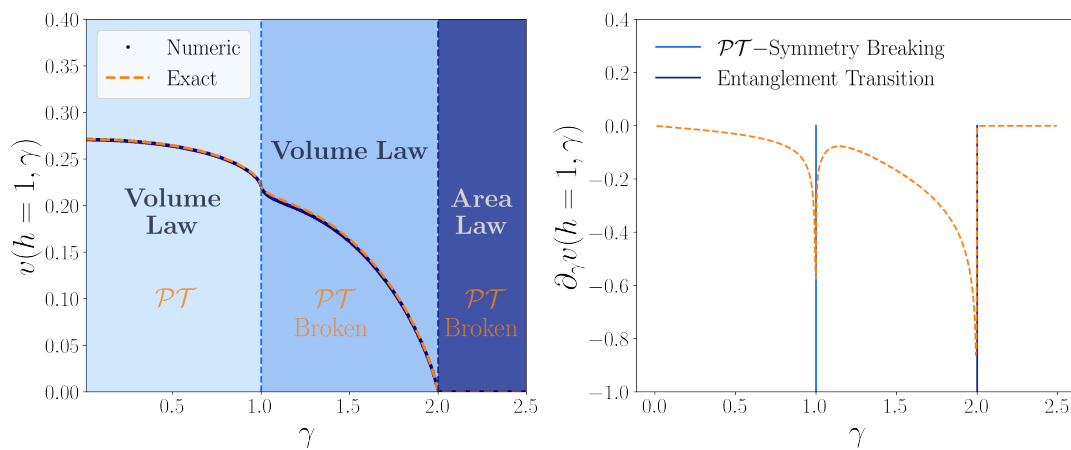 0.40
0.35
0.30
0.25
0.20
0.15
0.10
0.05
0.00
v(h = 1, γ)
Numeric
Exact
Volume Law
Volume
Law
Area
Law
𝒫𝒯
𝒫𝒯
Broken
𝒫𝒯
Broken
0.5
1.0
1.5
2.0
2.5
γ
0.4
0.2
0.0
−0.2
−0.4
−0.6
−0.8
−1.0
∂γv(h = 1, γ)
𝒫𝒯−Symmetry Breaking
Entanglement Transition
0.0
0.5
1.0
1.5
2.0
2.5
γ